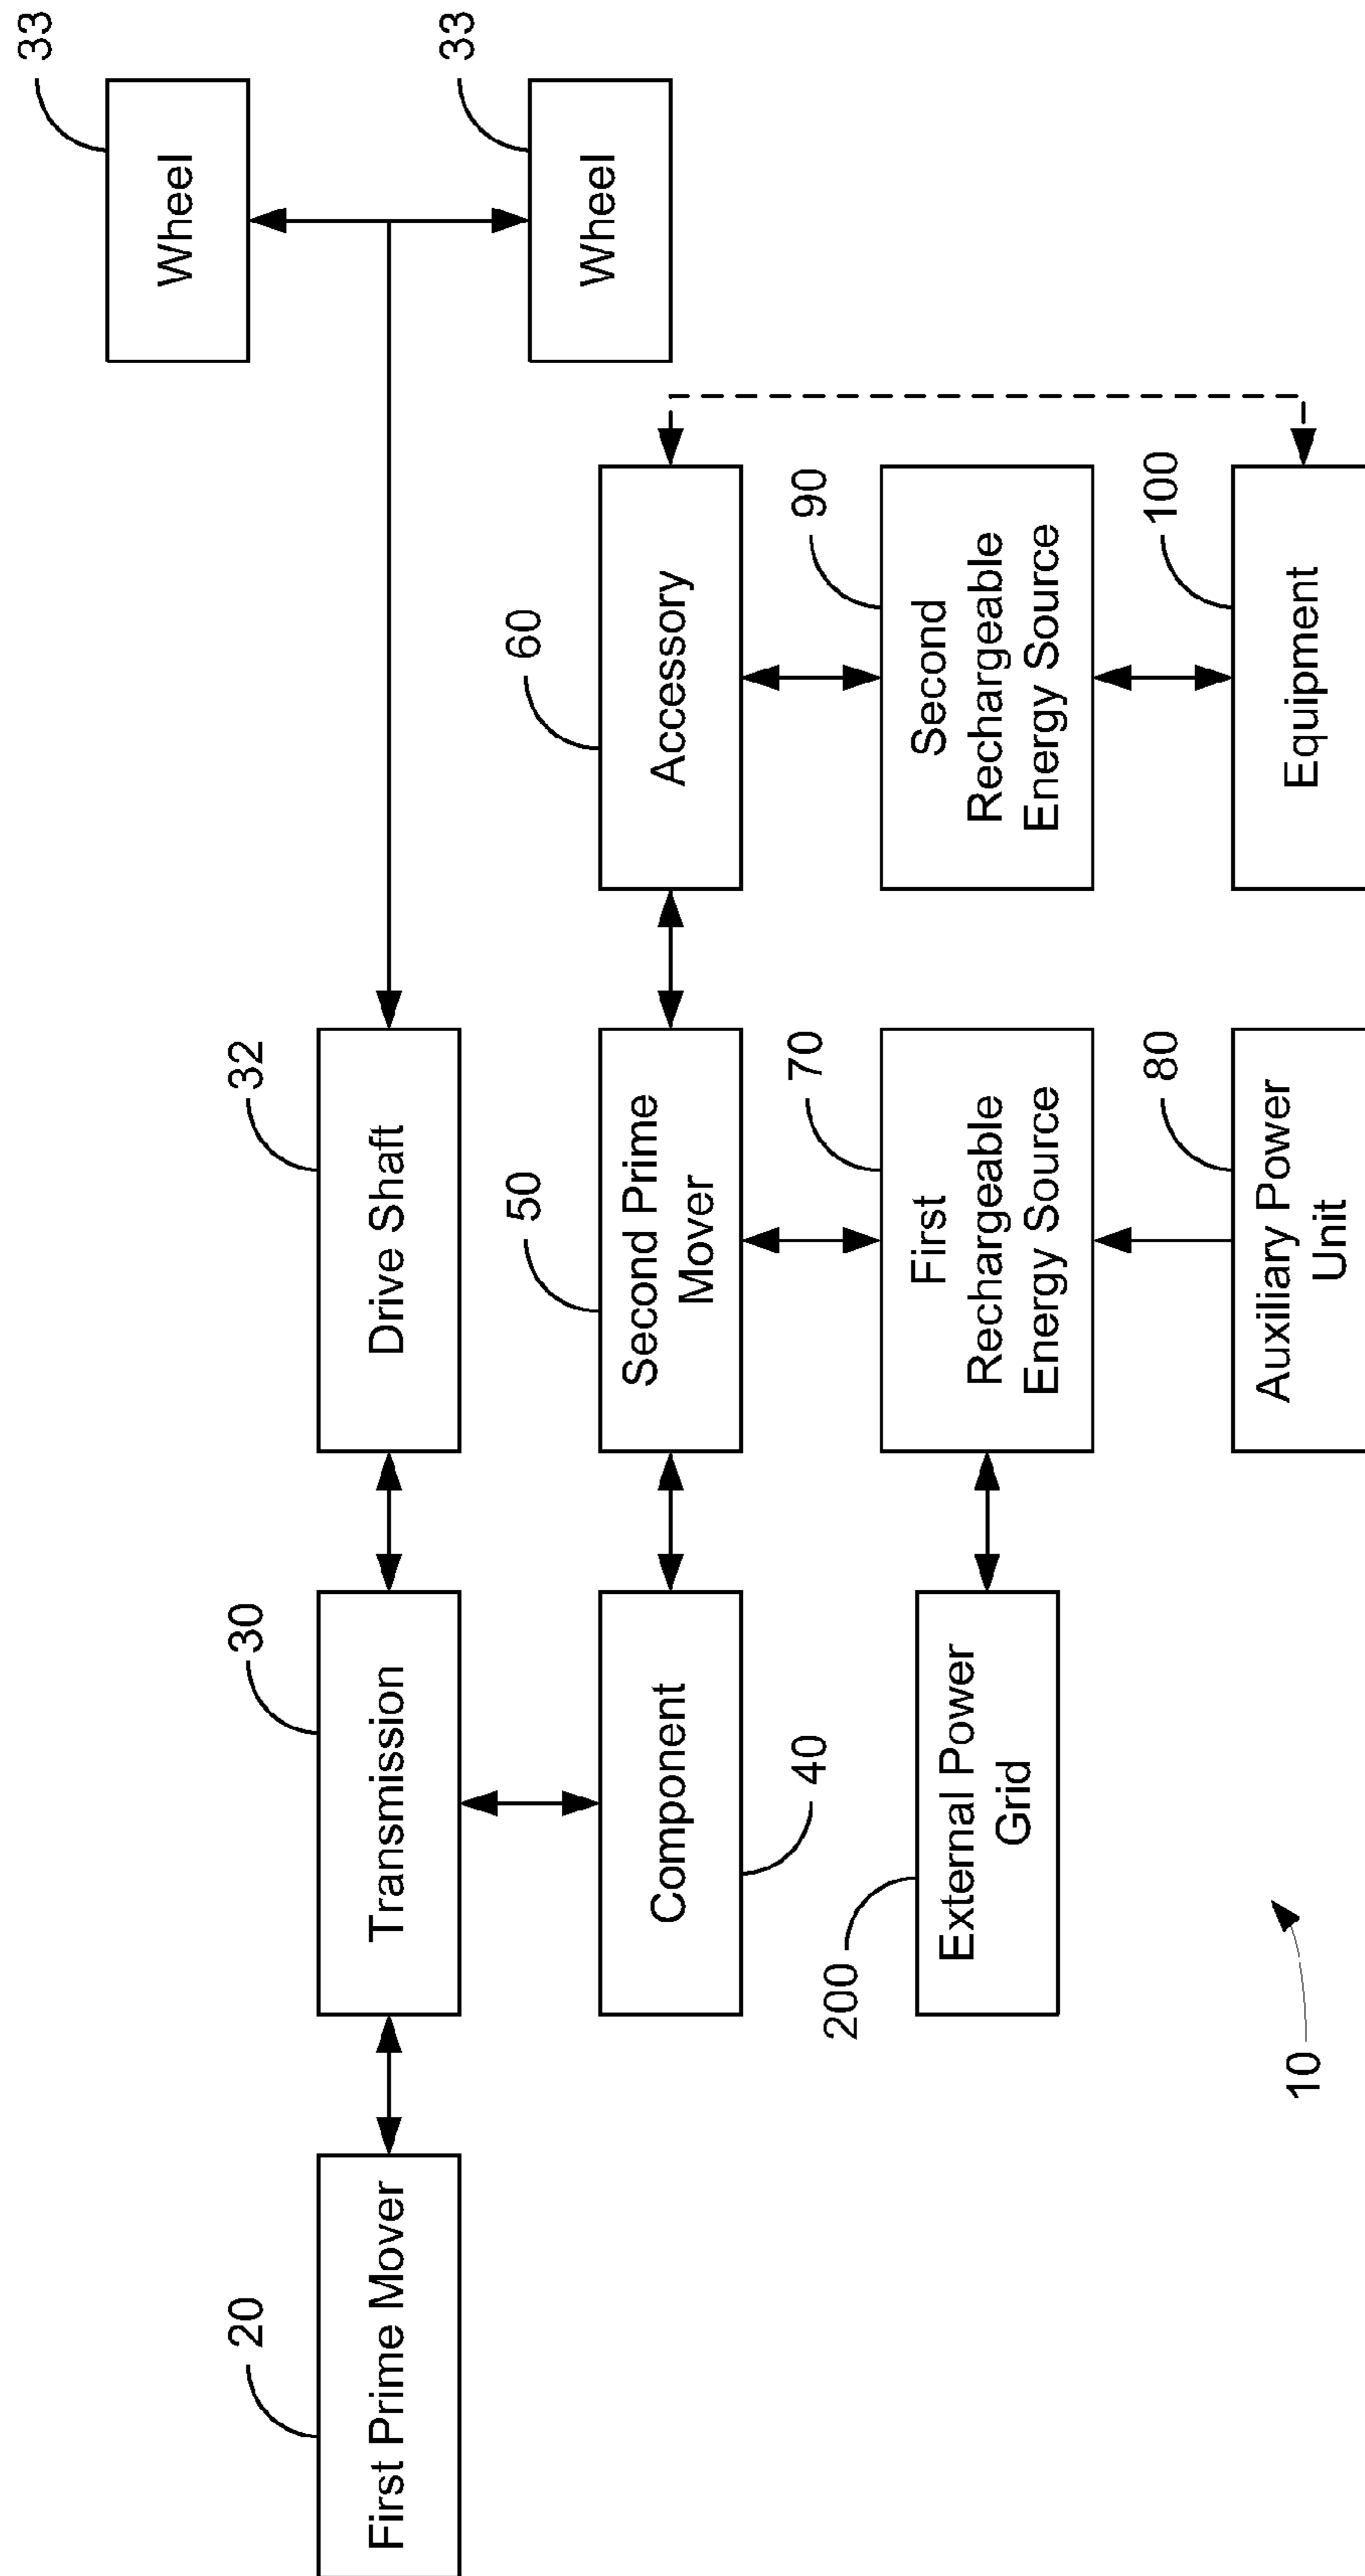 33
Wheel
33
Wheel
20
First Prime Mover
30
Transmission
32
Drive Shaft
40
Component
50
Second Prime
Mover
60
Accessory
200
External Power
Grid
70
First
Rechargeable
Energy Source
90
Second
Rechargeable
Energy Source
80
Auxiliary Power
Unit
100
Equipment
10